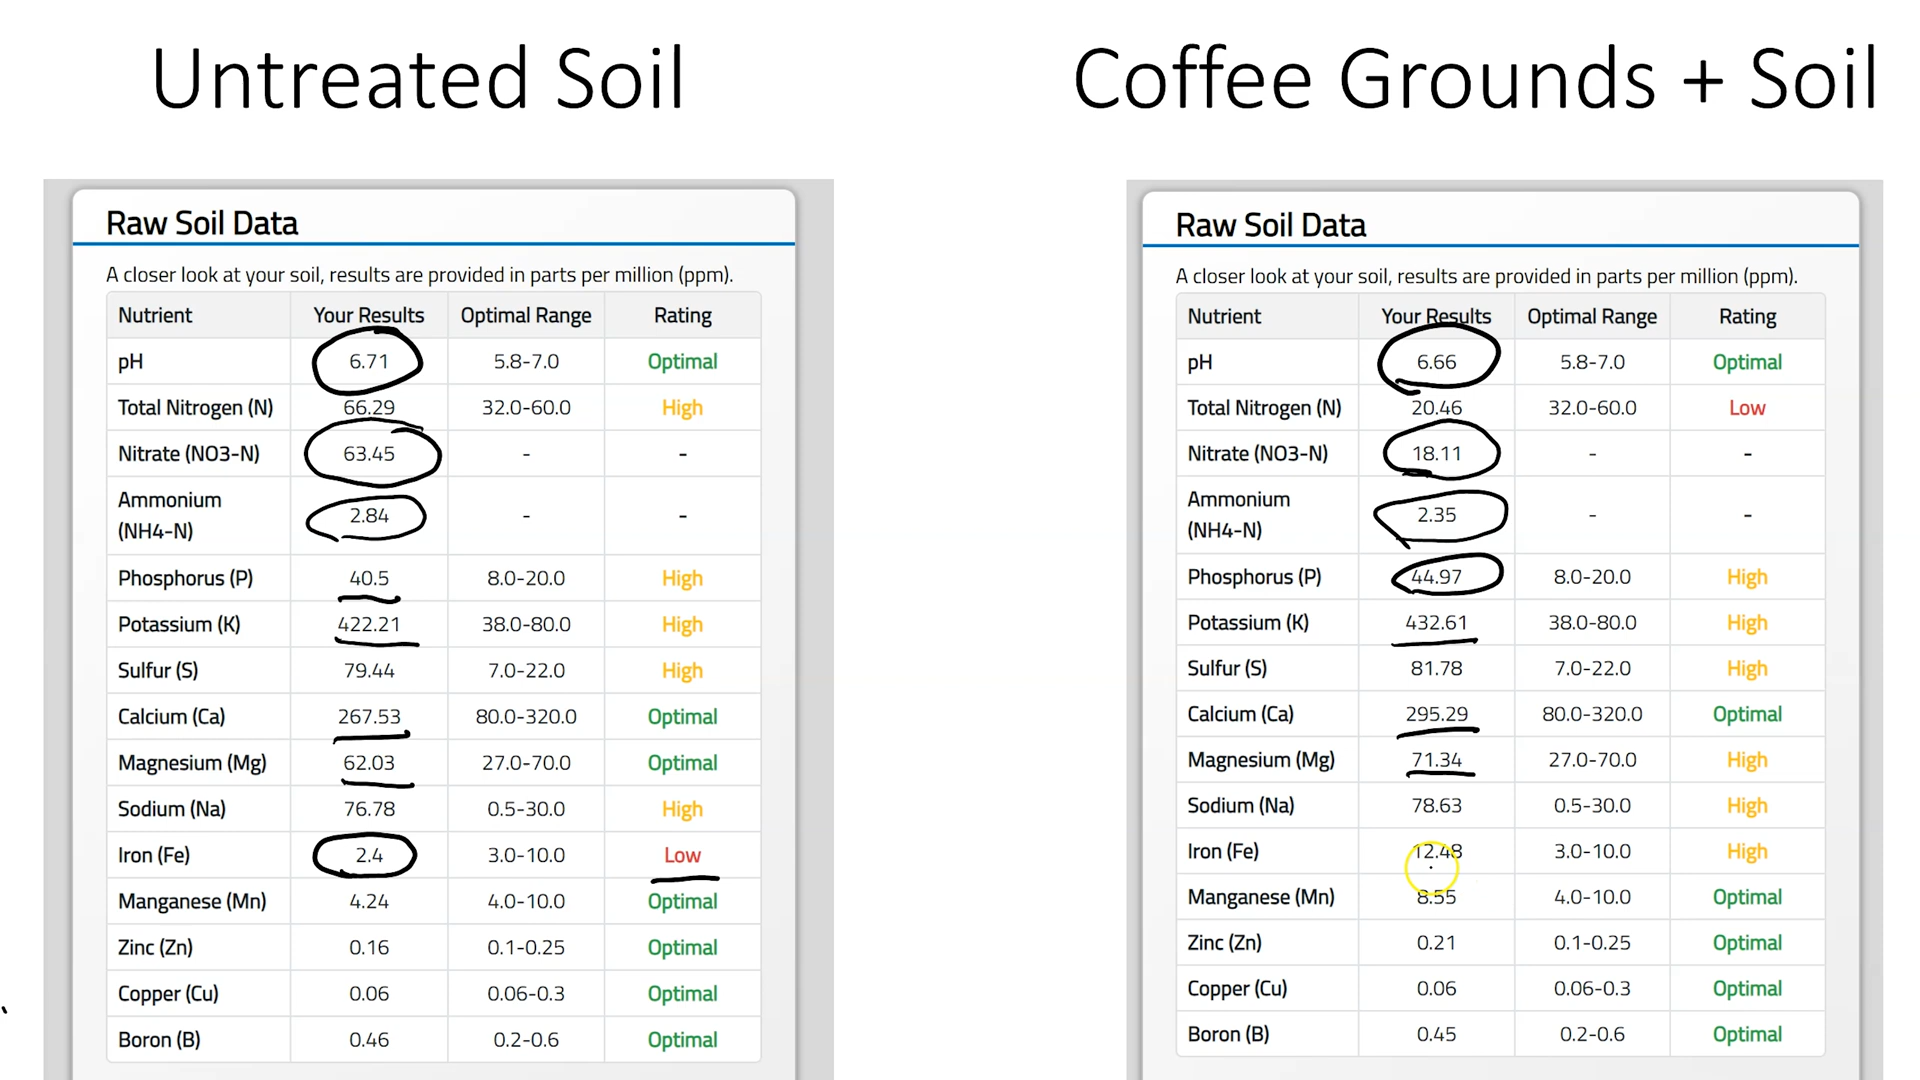 Untreated Soil
Raw Soil Data
A closer look at your soil, results are provided in parts per million (ppm).
Nutrient Your Results Optimal Range Rating
pH 6.71 5.8-7.0 Optimal
Total Nitrogen (N) 66.29 32.0-60.0 High
Nitrate (NO3-N) 63.45 - -
Ammonium
(NH4-N) 2.84 - -
Phosphorus (P) 40.5 8.0-20.0 High
Potassium (K) 422.21 38.0-80.0 High
Sulfur (S) 79.44 7.0-22.0 High
Calcium (Ca) 267.53 80.0-320.0 Optimal
Magnesium (Mg) 62.03 27.0-70.0 Optimal
Sodium (Na) 76.78 0.5-30.0 High
Iron (Fe) 2.4 3.0-10.0 Low
Manganese (Mn) 4.24 4.0-10.0 Optimal
Zinc (Zn) 0.16 0.1-0.25 Optimal
Copper (Cu) 0.06 0.06-0.3 Optimal
Boron (B) 0.46 0.2-0.6 Optimal
Coffee Grounds + Soil
Raw Soil Data
A closer look at your soil, results are provided in parts per million (ppm).
Nutrient Your Results Optimal Range Rating
pH 6.66 5.8-7.0 Optimal
Total Nitrogen (N) 20.46 32.0-60.0 Low
Nitrate (NO3-N) 18.11 - -
Ammonium
(NH4-N) 2.35 - -
Phosphorus (P) 44.97 8.0-20.0 High
Potassium (K) 432.61 38.0-80.0 High
Sulfur (S) 81.78 7.0-22.0 High
Calcium (Ca) 295.29 80.0-320.0 Optimal
Magnesium (Mg) 71.34 27.0-70.0 High
Sodium (Na) 78.63 0.5-30.0 High
Iron (Fe) 12.48 3.0-10.0 High
Manganese (Mn) 8.55 4.0-10.0 Optimal
Zinc (Zn) 0.21 0.1-0.25 Optimal
Copper (Cu) 0.06 0.06-0.3 Optimal
Boron (B) 0.45 0.2-0.6 Optimal